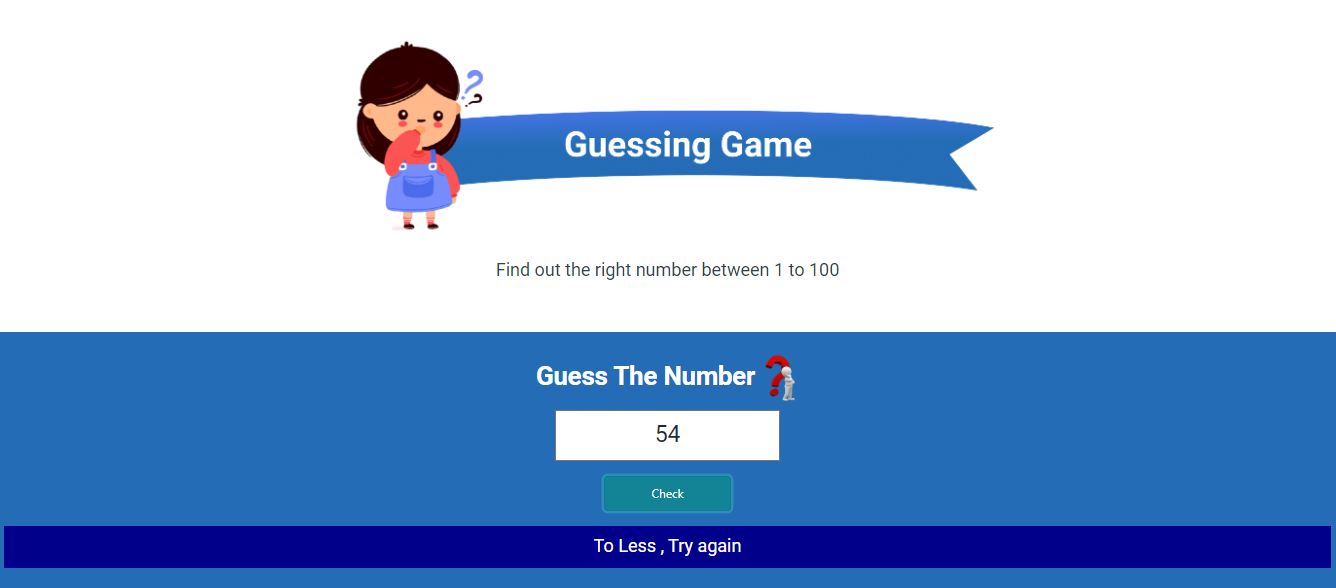 Guessing Game
Find out the right number between 1 to 100
Guess The Number
54
Check
To Less , Try again